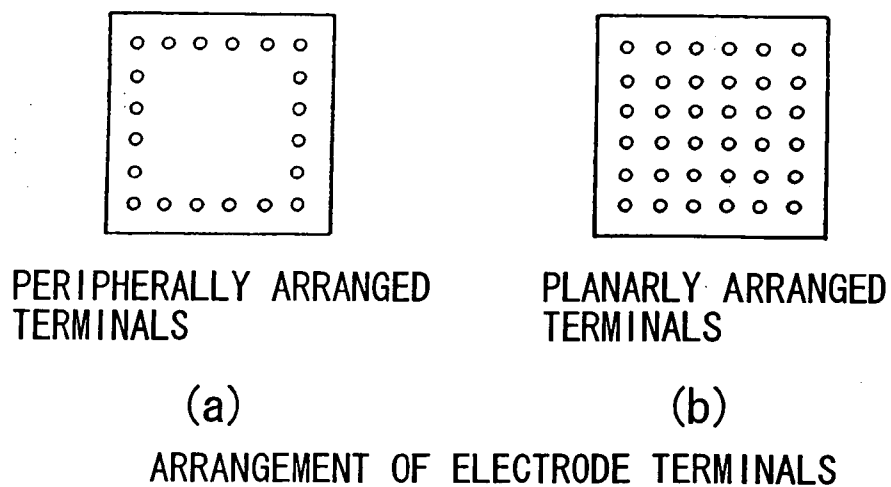 PERIPHERALLY ARRANGED
TERMINALS
(a)
PLANARLY ARRANGED
TERMINALS
(b)
ARRANGEMENT OF ELECTRODE TERMINALS